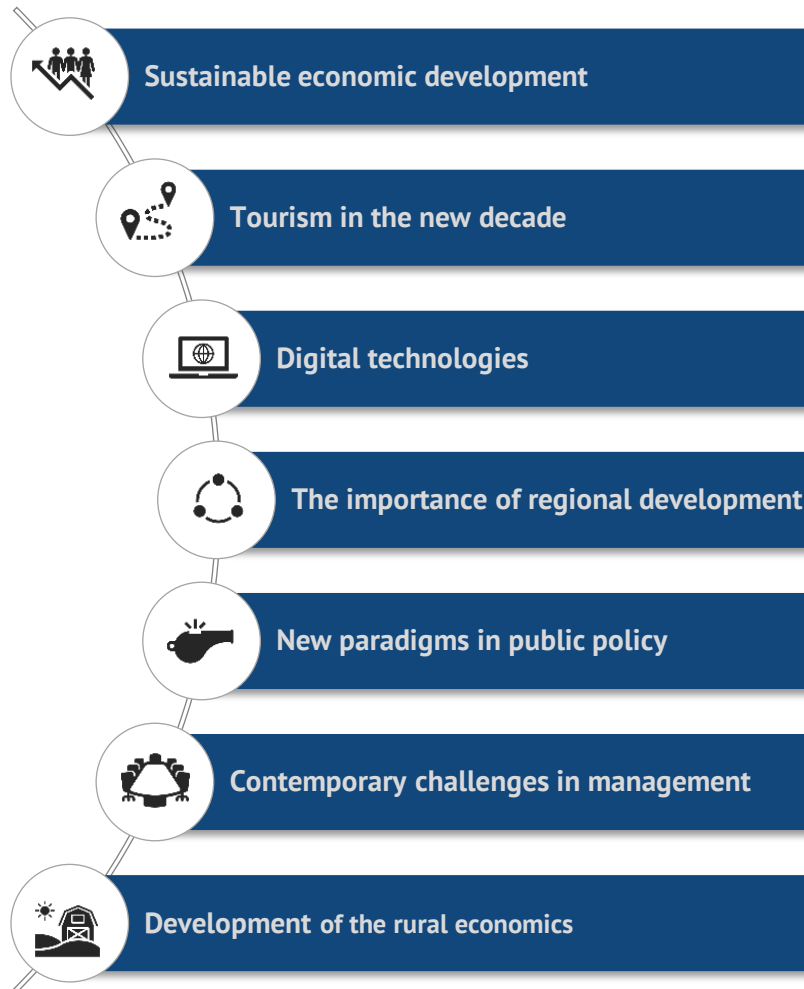 Sustainable economic development
Tourism in the new decade
Digital technologies
The importance of regional development
New paradigms in public policy
Contemporary challenges in management
Development of the rural economics